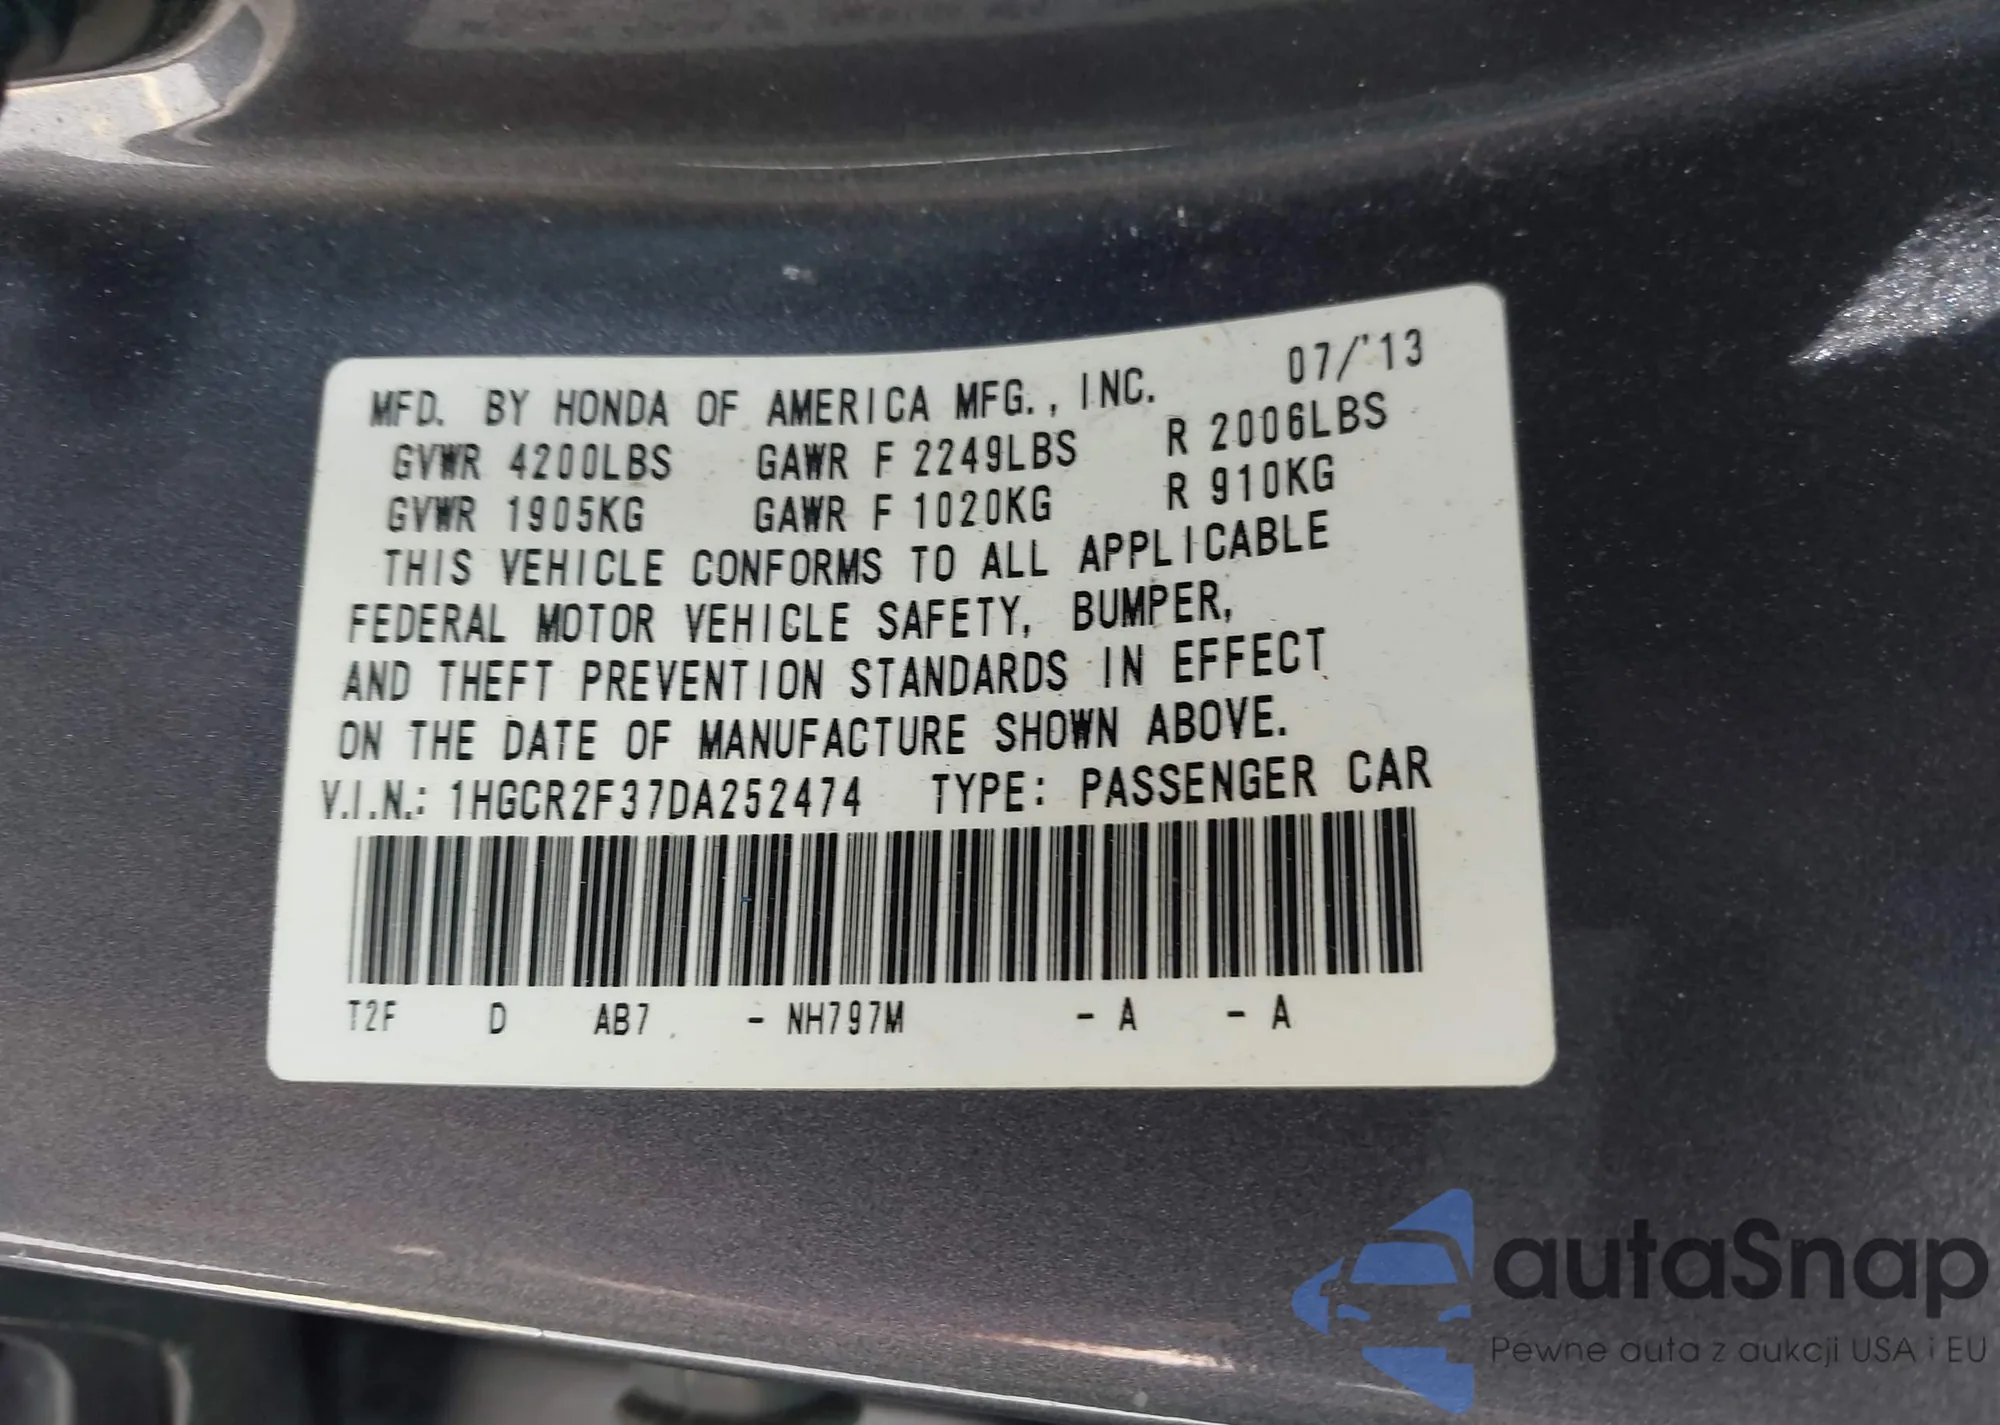 MFD. BY HONDA OF AMERICA MFG., INC. 07/'13
GVWR 4200LBS GAWR F 2249LBS R 2006LBS
GVWR 1905KG GAWR F 1020KG R 910KG
THIS VEHICLE CONFORMS TO ALL APPLICABLE
FEDERAL MOTOR VEHICLE SAFETY, BUMPER,
AND THEFT PREVENTION STANDARDS IN EFFECT
ON THE DATE OF MANUFACTURE SHOWN ABOVE.
V.I.N.: 1HGCR2F37DA252474 TYPE: PASSENGER CAR
T2F D AB7 - NH797M - A - A
autaSnap
Pewne auta z aukcji USA i EU